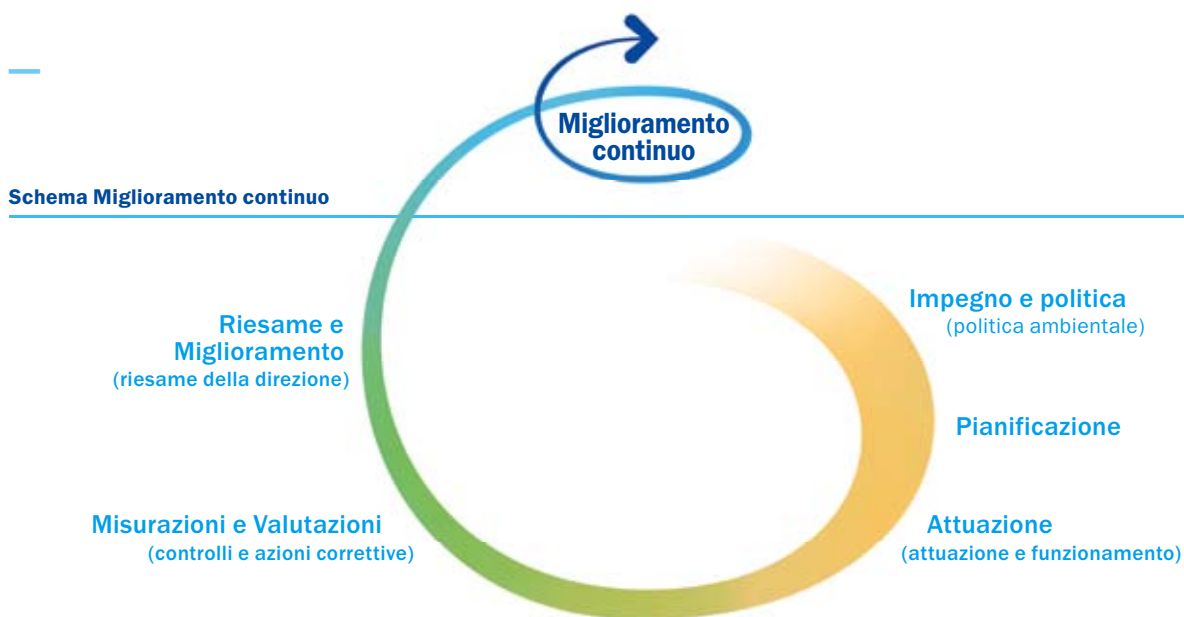 Miglioramento
continuo
Schema Miglioramento continuo
Impegno e politica
(politica ambientale)
Pianificazione
Attuazione
(attuazione e funzionamento)
Misurazioni e Valutazioni
(controlli e azioni correttive)
Riesame e
Miglioramento
(riesame della direzione)